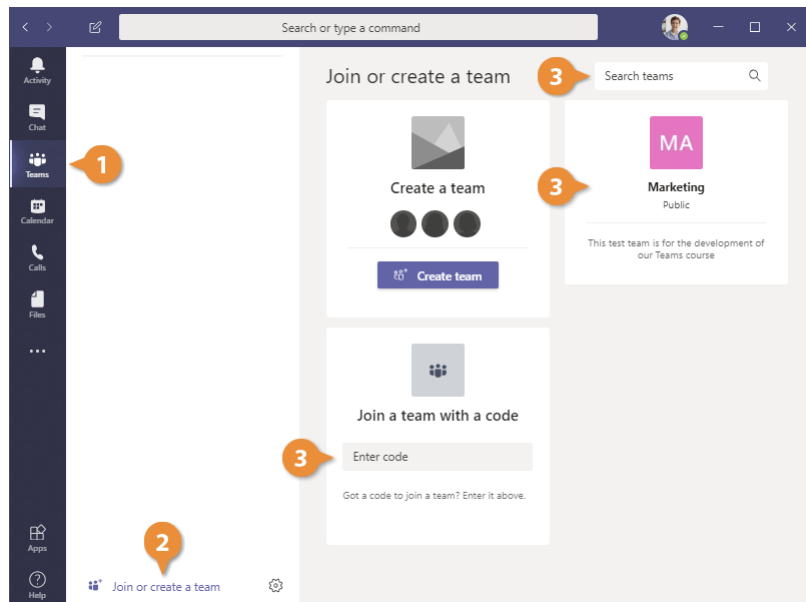 Search or type a command
Activity
Chat
1
Teams
Calendar
Calls
Files
Apps
Help
2
Join or create a team
Join or create a team
3
Search teams
Create a team
Create team
MA
3
Marketing
Public
This test team is for the development of
our Teams course
Join a team with a code
3
Enter code
Got a code to join a team? Enter it above.